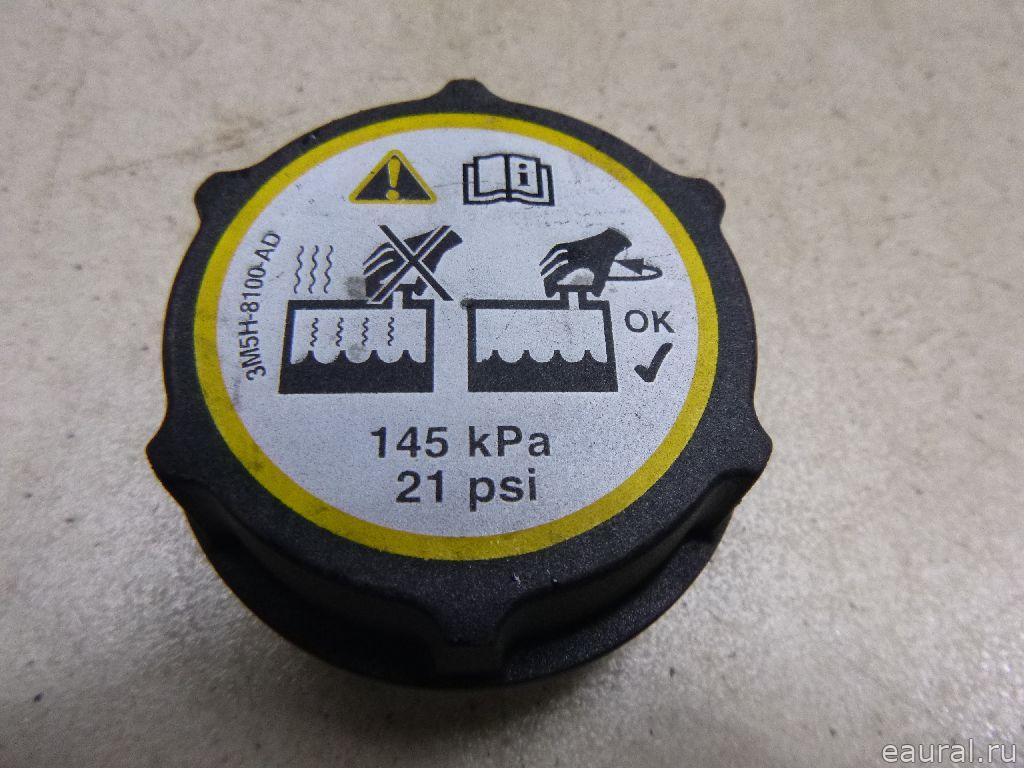 i
3M5H-8100-AD
OK
145 kPa
21 psi
eaural.ru